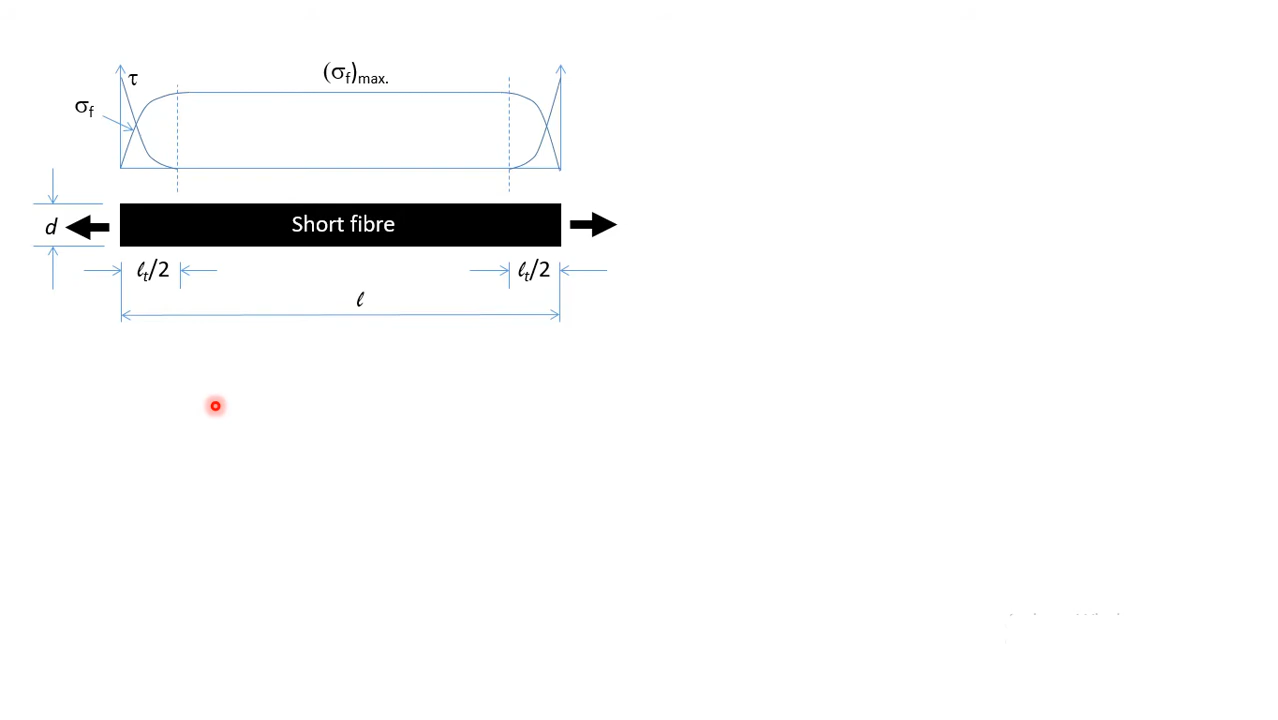 τ
(σf)max.
σf
d
Short fibre
ℓt/2
ℓt/2
ℓ